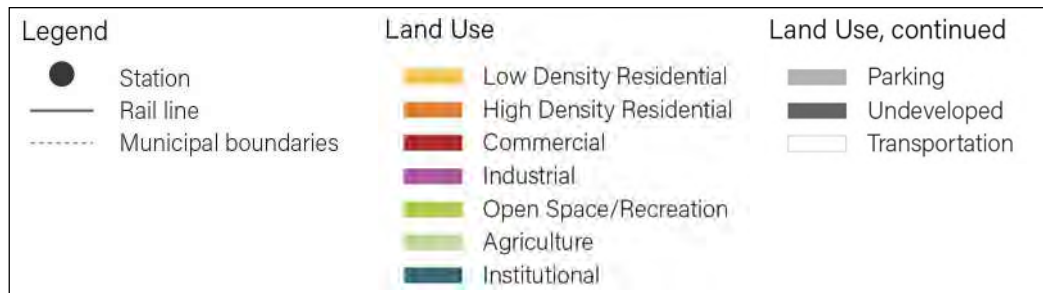 Legend
Station
Rail line
Municipal boundaries
Land Use
Low Density Residential
High Density Residential
Commercial
Industrial
Open Space/Recreation
Agriculture
Institutional
Land Use, continued
Parking
Undeveloped
Transportation